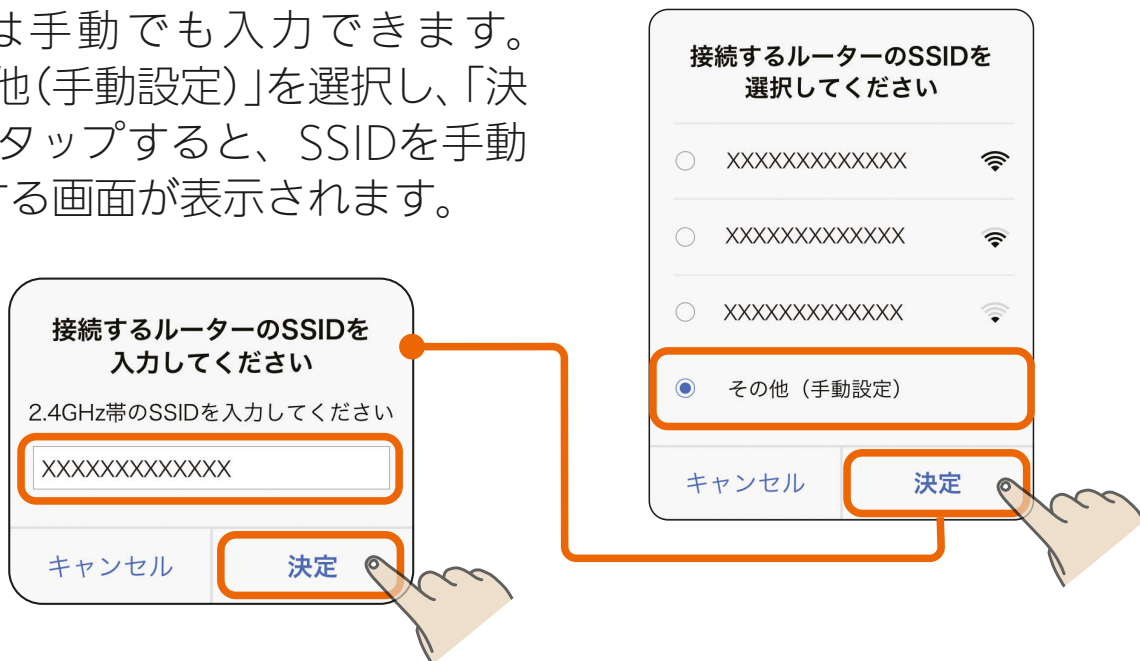 は手動でも入力できます。
他(手動設定)」を選択し、「決
タップすると、SSIDを手動
する画面が表示されます。
接続するルーターのSSIDを
選択してください
XXXXXXXXXXXXX
XXXXXXXXXXXXX
XXXXXXXXXXXXX
その他（手動設定）
キャンセル 決定
接続するルーターのSSIDを
入力してください
2.4GHz帯のSSIDを入力してください
XXXXXXXXXXXXX
キャンセル 決定